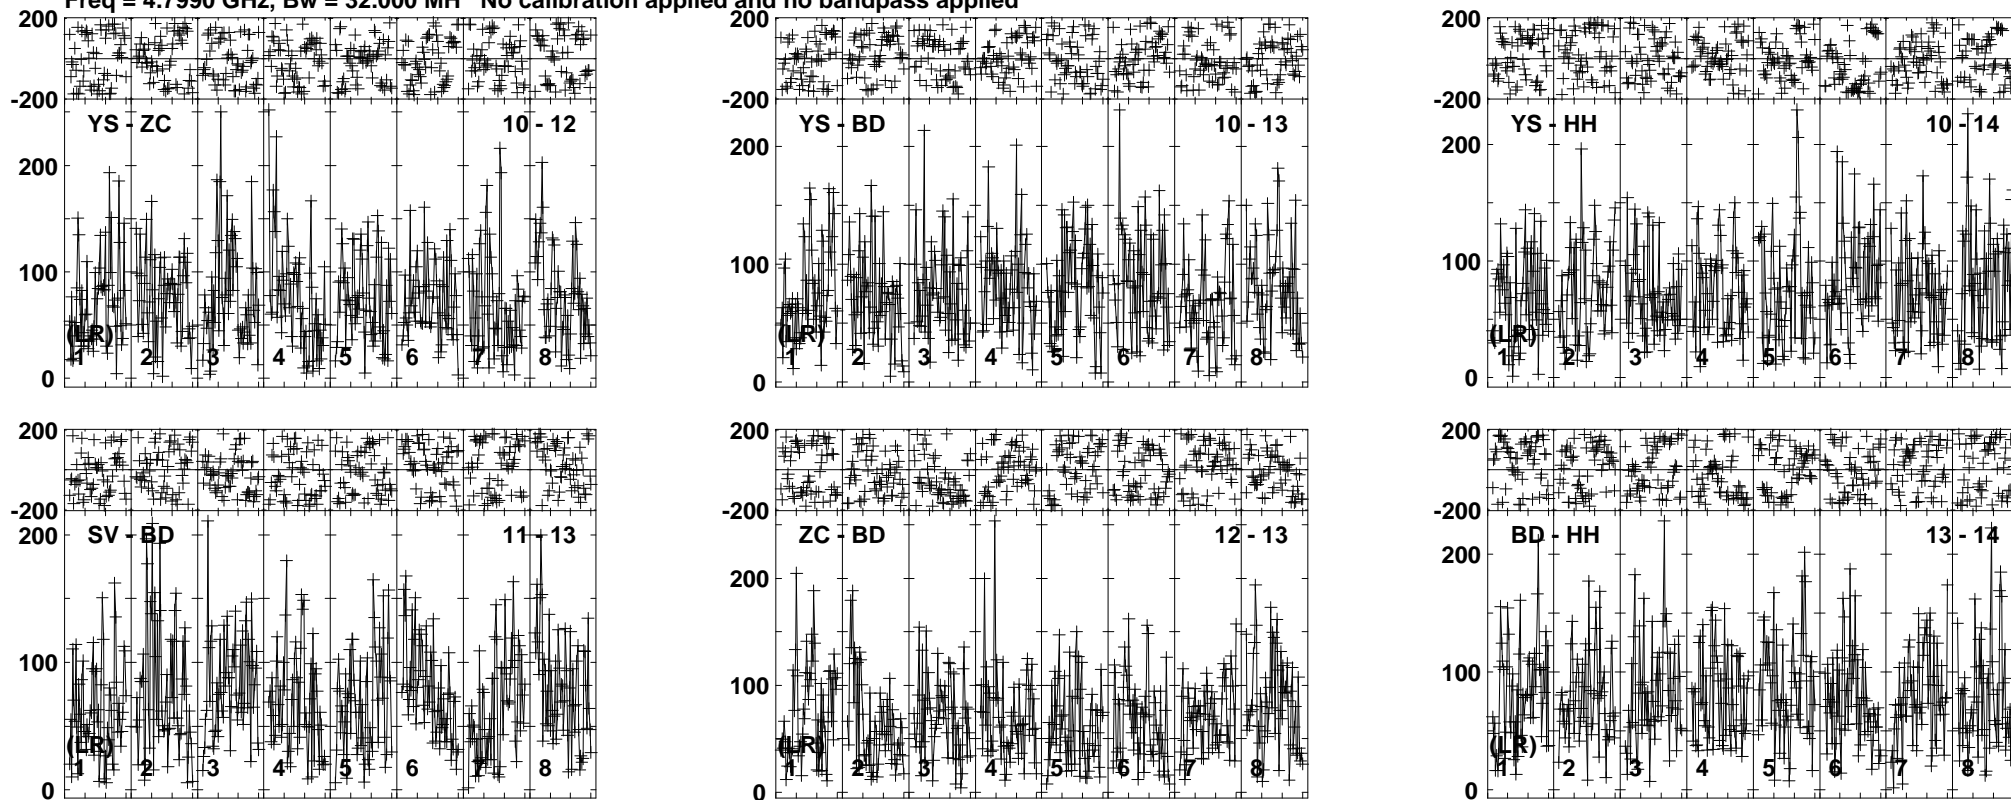 Freq = 4.7990 GHz, Bw = 32.000 MH No calibration applied and no bandpass applied
200
-200
YS - ZC 10 - 12
200
100
0
(LR)
1 2 3 4 5 6 7 8
200
-200
YS - BD 10 - 13
200
100
0
(LR)
1 2 3 4 5 6 7 8
200
-200
YS - HH 10 - 14
200
100
0
(LR)
1 2 3 4 5 6 7 8
200
-200
SV - BD 11 - 13
200
100
0
(LR)
1 2 3 4 5 6 7 8
200
-200
ZC - BD 12 - 13
200
100
0
(LR)
1 2 3 4 5 6 7 8
200
-200
BD - HH 13 - 14
200
100
0
(LR)
1 2 3 4 5 6 7 8